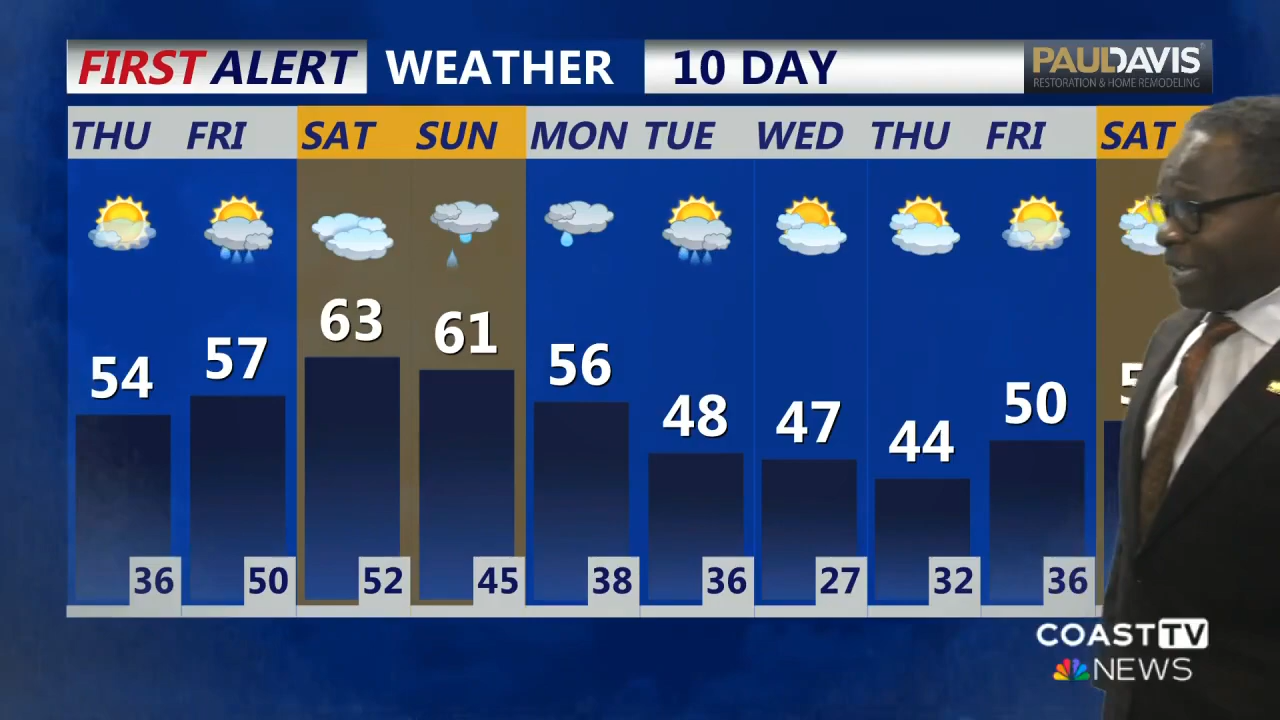 FIRST ALERT WEATHER 10 DAY PAUL DAVIS
RESTORATION & HOME REMODELING
THU FRI SAT SUN MON TUE WED THU FRI SAT
54 57 63 61 56 48 47 44 50
36 50 52 45 38 36 27 32 36
COAST TV
NEWS